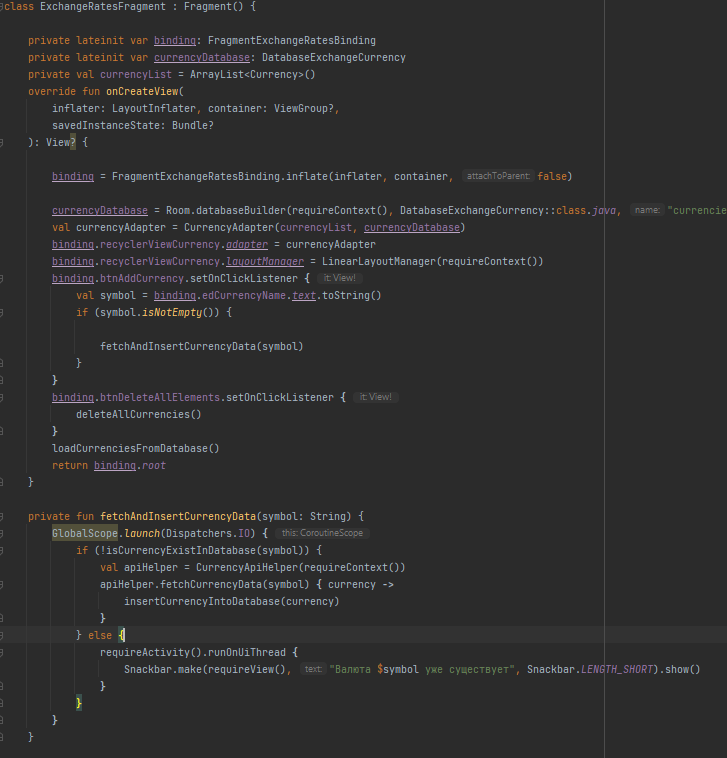 class ExchangeRatesFragment : Fragment() {
private lateinit var binding: FragmentExchangeRatesBinding
private lateinit var currencyDatabase: DatabaseExchangeCurrency
private val currencyList = ArrayList<Currency>()
override fun onCreateView(
inflater: LayoutInflater, container: ViewGroup?,
savedInstanceState: Bundle?
): View? {
binding = FragmentExchangeRatesBinding.inflate(inflater, container, attachToParent: false)
currencyDatabase = Room.databaseBuilder(requireContext(), DatabaseExchangeCurrency::class.java, name: "currencie
val currencyAdapter = CurrencyAdapter(currencyList, currencyDatabase)
binding.recyclerViewCurrency.adapter = currencyAdapter
binding.recyclerViewCurrency.layoutManager = LinearLayoutManager(requireContext())
binding.btnAddCurrency.setOnClickListener { it: View!
val symbol = binding.edCurrencyName.text.toString()
if (symbol.isNotEmpty()) {
fetchAndInsertCurrencyData(symbol)
}
}
binding.btnDeleteAllElements.setOnClickListener { it: View!
deleteAllCurrencies()
}
loadCurrenciesFromDatabase()
return binding.root
}
private fun fetchAndInsertCurrencyData(symbol: String) {
GlobalScope.launch(Dispatchers.IO) { this: CoroutineScope
if (!isCurrencyExistInDatabase(symbol)) {
val apiHelper = CurrencyApiHelper(requireContext())
apiHelper.fetchCurrencyData(symbol) { currency ->
insertCurrencyIntoDatabase(currency)
}
} else {
requireActivity().runOnUiThread {
Snackbar.make(requireView(), text: "Валюта $symbol уже существует", Snackbar.LENGTH_SHORT).show()
}
}
}
}